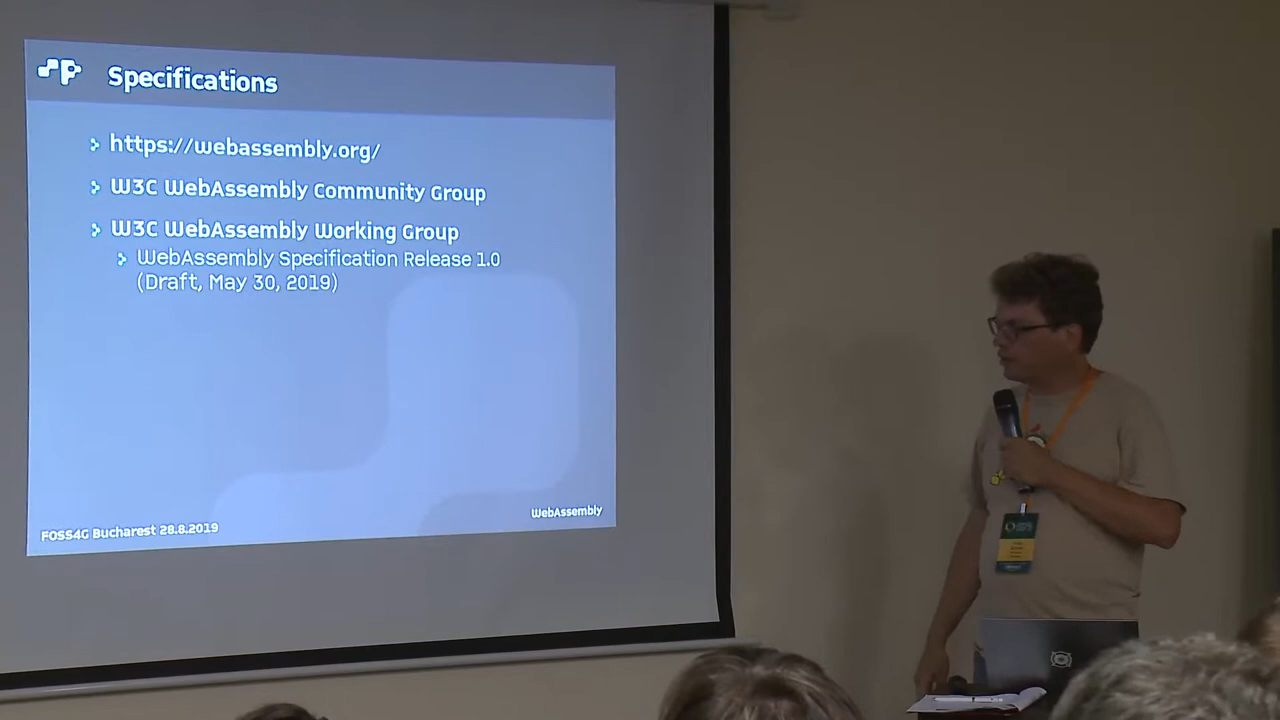 Specifications
https://webassembly.org/
W3C WebAssembly Community Group
W3C WebAssembly Working Group
WebAssembly Specification Release 1.0
(Draft, May 30, 2019)
FOSS4G Bucharest 28.8.2019
WebAssembly